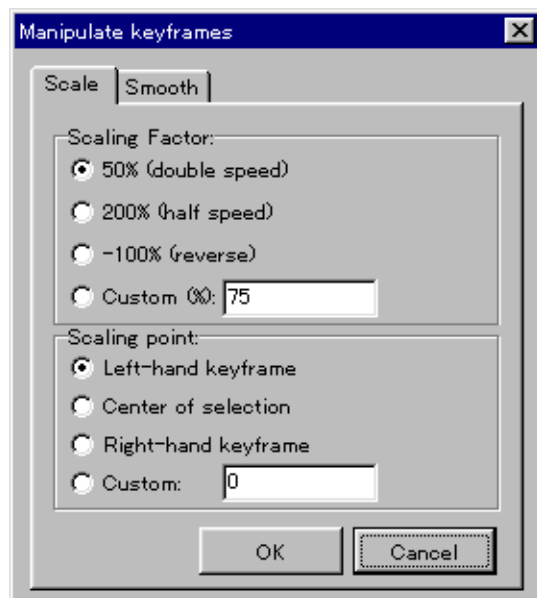 Manipulate keyframes
Scale Smooth
Scaling Factor:
50% (double speed)
200% (half speed)
-100% (reverse)
Custom (%): 75
Scaling point:
Left-hand keyframe
Center of selection
Right-hand keyframe
Custom: 0
OK Cancel